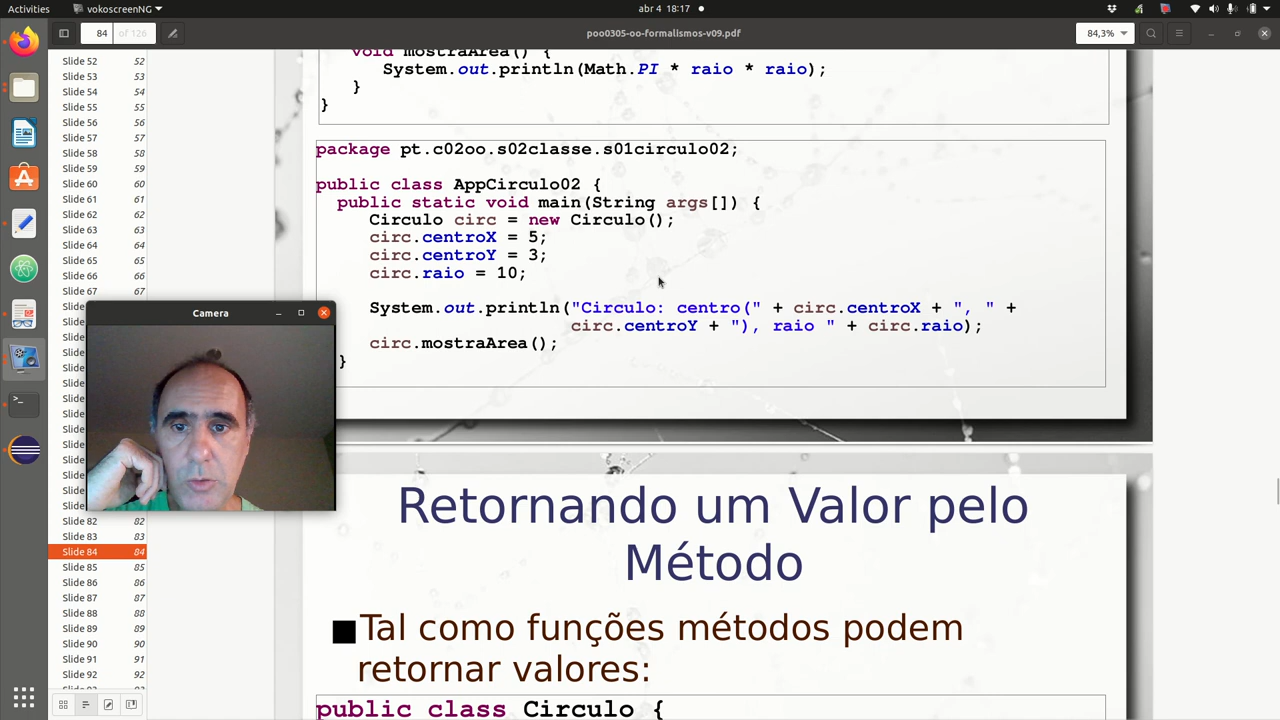 Activities
vokoscreenNG
abr 4 18:17
84 of 126
poo0305-oo-formalismos-v09.pdf
84,3%
Slide 52 52
Slide 53 53
Slide 54 54
Slide 55 55
Slide 56 56
Slide 57 57
Slide 58 58
Slide 59 59
Slide 60 60
Slide 61 61
Slide 62 62
Slide 63 63
Slide 64 64
Slide 65 65
Slide 66 66
Slide 67 67
Slide 82 82
Slide 83 83
Slide 84 84
Slide 85 85
Slide 86 86
Slide 87 87
Slide 88 88
Slide 89 89
Slide 90 90
Slide 91 91
Slide 92 92
Camera
void mostraArea() {
System.out.println(Math.PI * raio * raio);
}
}
package pt.c02oo.s02classe.s01circulo02;
public class AppCirculo02 {
public static void main(String args[]) {
Circulo circ = new Circulo();
circ.centroX = 5;
circ.centroY = 3;
circ.raio = 10;
System.out.println("Circulo: centro(" + circ.centroX + ", " +
circ.centroY + "), raio " + circ.raio);
circ.mostraArea();
}
Retornando um Valor pelo
Método
Tal como funções métodos podem
retornar valores:
public class Circulo {